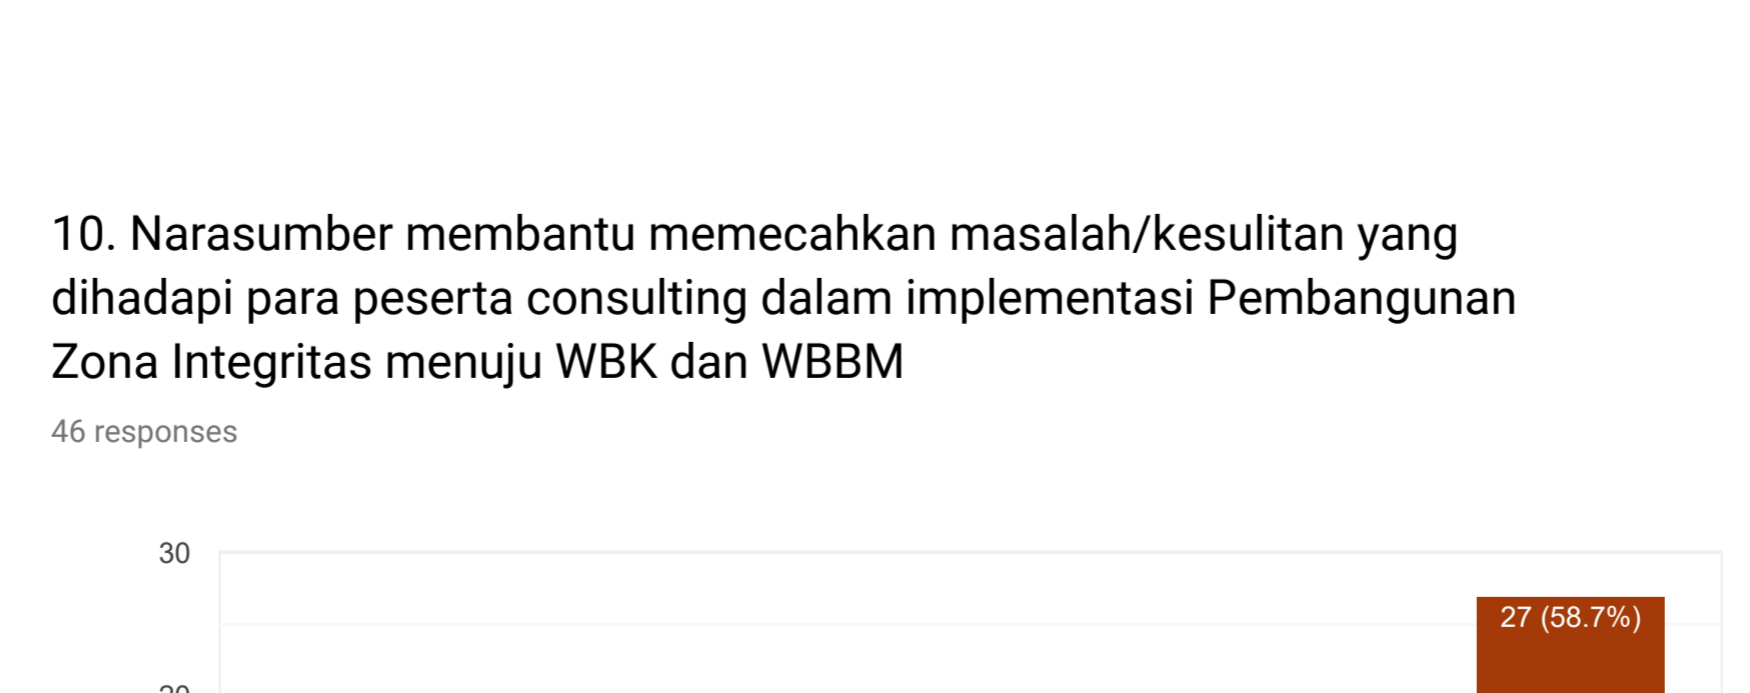 10. Narasumber membantu memecahkan masalah/kesulitan yang
dihadapi para peserta consulting dalam implementasi Pembangunan
Zona Integritas menuju WBK dan WBBM
46 responses
30
27 (58.7%)